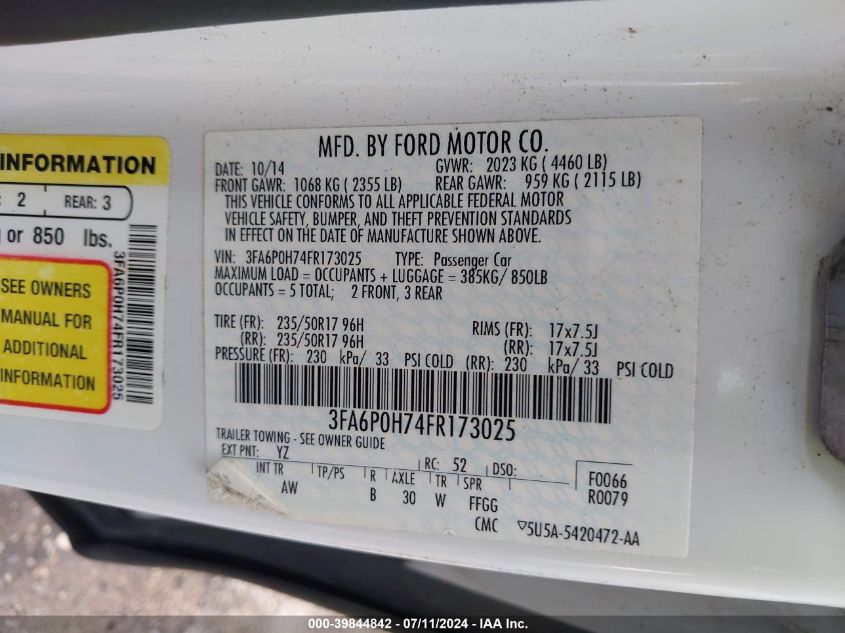 INFORMATION
2
REAR: 3
or 850 lbs.
SEE OWNERS
MANUAL FOR
ADDITIONAL
INFORMATION
3FA6P0H74FR173025
MFD. BY FORD MOTOR CO.
DATE: 10/14
GVWR: 2023 KG ( 4460 LB)
FRONT GAWR: 1068 KG ( 2355 LB)
REAR GAWR: 959 KG ( 2115 LB)
THIS VEHICLE CONFORMS TO ALL APPLICABLE FEDERAL MOTOR
VEHICLE SAFETY, BUMPER, AND THEFT PREVENTION STANDARDS
IN EFFECT ON THE DATE OF MANUFACTURE SHOWN ABOVE.
VIN: 3FA6P0H74FR173025 TYPE: Passenger Car
MAXIMUM LOAD = OCCUPANTS + LUGGAGE = 385KG/ 850LB
OCCUPANTS = 5 TOTAL; 2 FRONT, 3 REAR
TIRE (FR): 235/50R17 96H RIMS (FR): 17x7.5J
(RR): 235/50R17 96H (RR): 17x7.5J
PRESSURE (FR): 230 kPa/ 33 PSI COLD (RR): 230 kPa/ 33 PSI COLD
3FA6P0H74FR173025
TRAILER TOWING - SEE OWNER GUIDE
EXT PNT: YZ RC: 52 DSO: F0066
INT TR TP/PS R AXLE TR SPR R0079
AW B 30 W FFGG
CMC 5U5A-5420472-AA
000-39844842 / 07/11/2024 - IAA Inc.